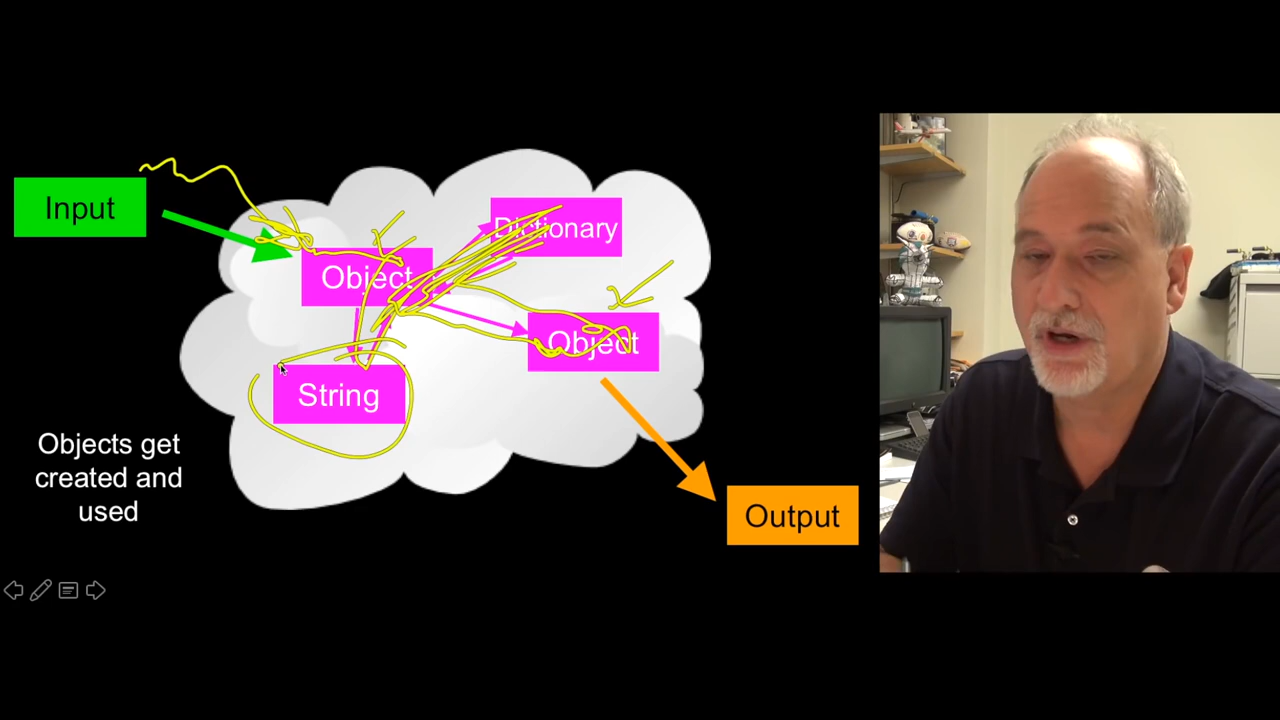 Input
Dictionary
Object
Object
String
Objects get
created and
used
Output